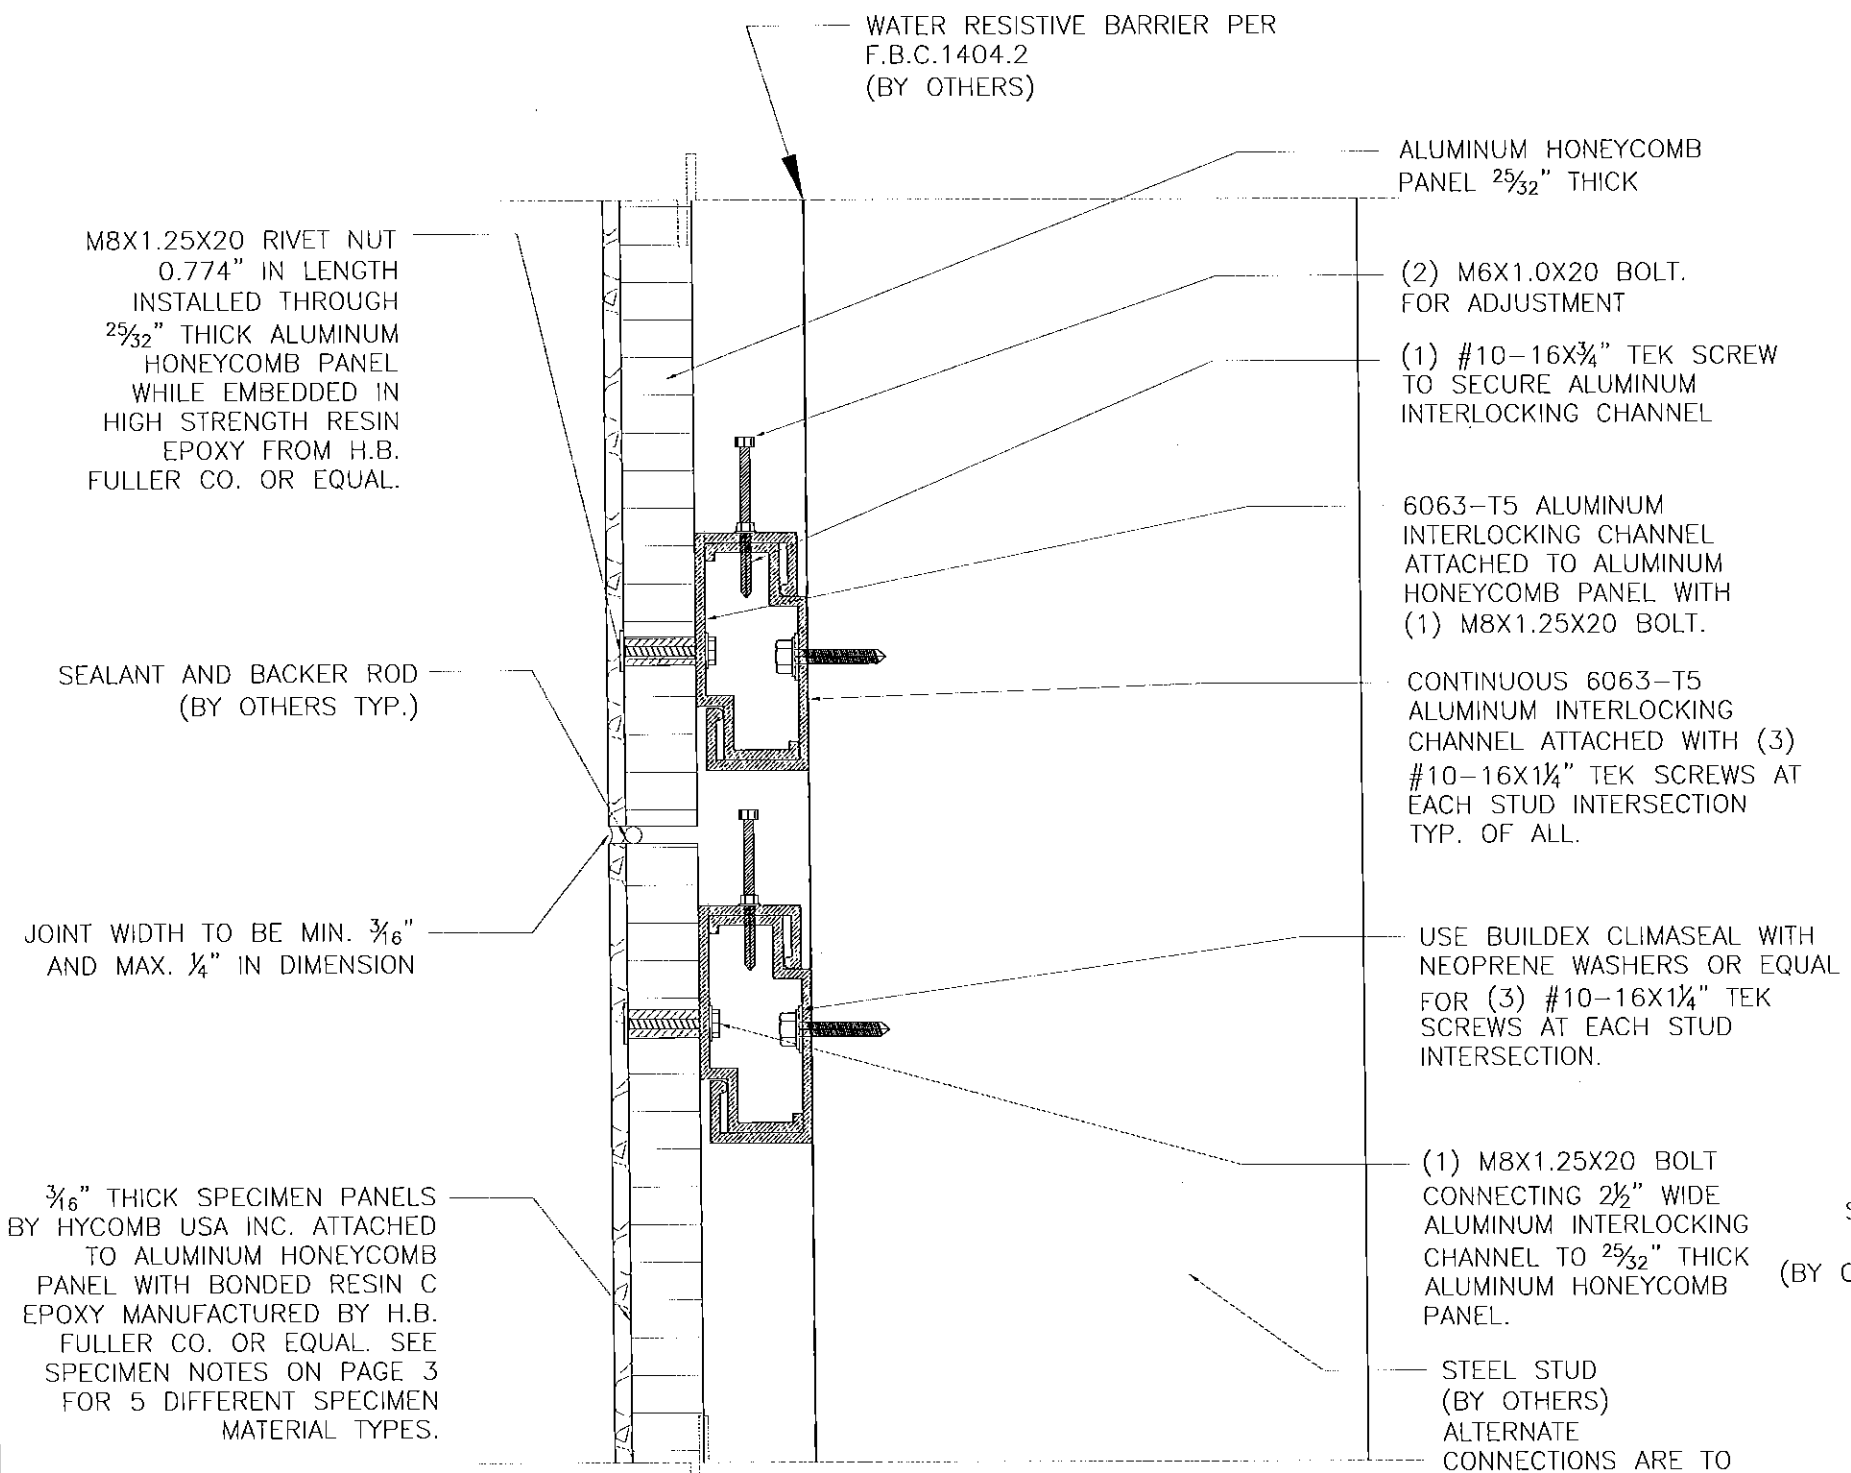 WATER RESISTIVE BARRIER PER
F.B.C.1404.2
(BY OTHERS)
ALUMINUM HONEYCOMB
PANEL 25/32" THICK
M8X1.25X20 RIVET NUT
0.774" IN LENGTH
INSTALLED THROUGH
25/32" THICK ALUMINUM
HONEYCOMB PANEL
WHILE EMBEDDED IN
HIGH STRENGTH RESIN
EPOXY FROM H.B.
FULLER CO. OR EQUAL.
(2) M6X1.0X20 BOLT.
FOR ADJUSTMENT
(1) #10-16X3/4" TEK SCREW
TO SECURE ALUMINUM
INTERLOCKING CHANNEL
6063-T5 ALUMINUM
INTERLOCKING CHANNEL
ATTACHED TO ALUMINUM
HONEYCOMB PANEL WITH
(1) M8X1.25X20 BOLT.
SEALANT AND BACKER ROD
(BY OTHERS TYP.)
CONTINUOUS 6063-T5
ALUMINUM INTERLOCKING
CHANNEL ATTACHED WITH (3)
#10-16X1 1/4" TEK SCREWS AT
EACH STUD INTERSECTION
TYP. OF ALL.
JOINT WIDTH TO BE MIN. 3/16"
AND MAX. 1/4" IN DIMENSION
USE BUILDEX CLIMASEAL WITH
NEOPRENE WASHERS OR EQUAL
FOR (3) #10-16X1 1/4" TEK
SCREWS AT EACH STUD
INTERSECTION.
3/16" THICK SPECIMEN PANELS
BY HYCOMB USA INC. ATTACHED
TO ALUMINUM HONEYCOMB
PANEL WITH BONDED RESIN C
EPOXY MANUFACTURED BY H.B.
FULLER CO. OR EQUAL. SEE
SPECIMEN NOTES ON PAGE 3
FOR 5 DIFFERENT SPECIMEN
MATERIAL TYPES.
(1) M8X1.25X20 BOLT
CONNECTING 2 1/2" WIDE
ALUMINUM INTERLOCKING
CHANNEL TO 25/32" THICK
ALUMINUM HONEYCOMB
PANEL.
(BY
STEEL STUD
(BY OTHERS)
ALTERNATE
CONNECTIONS ARE TO